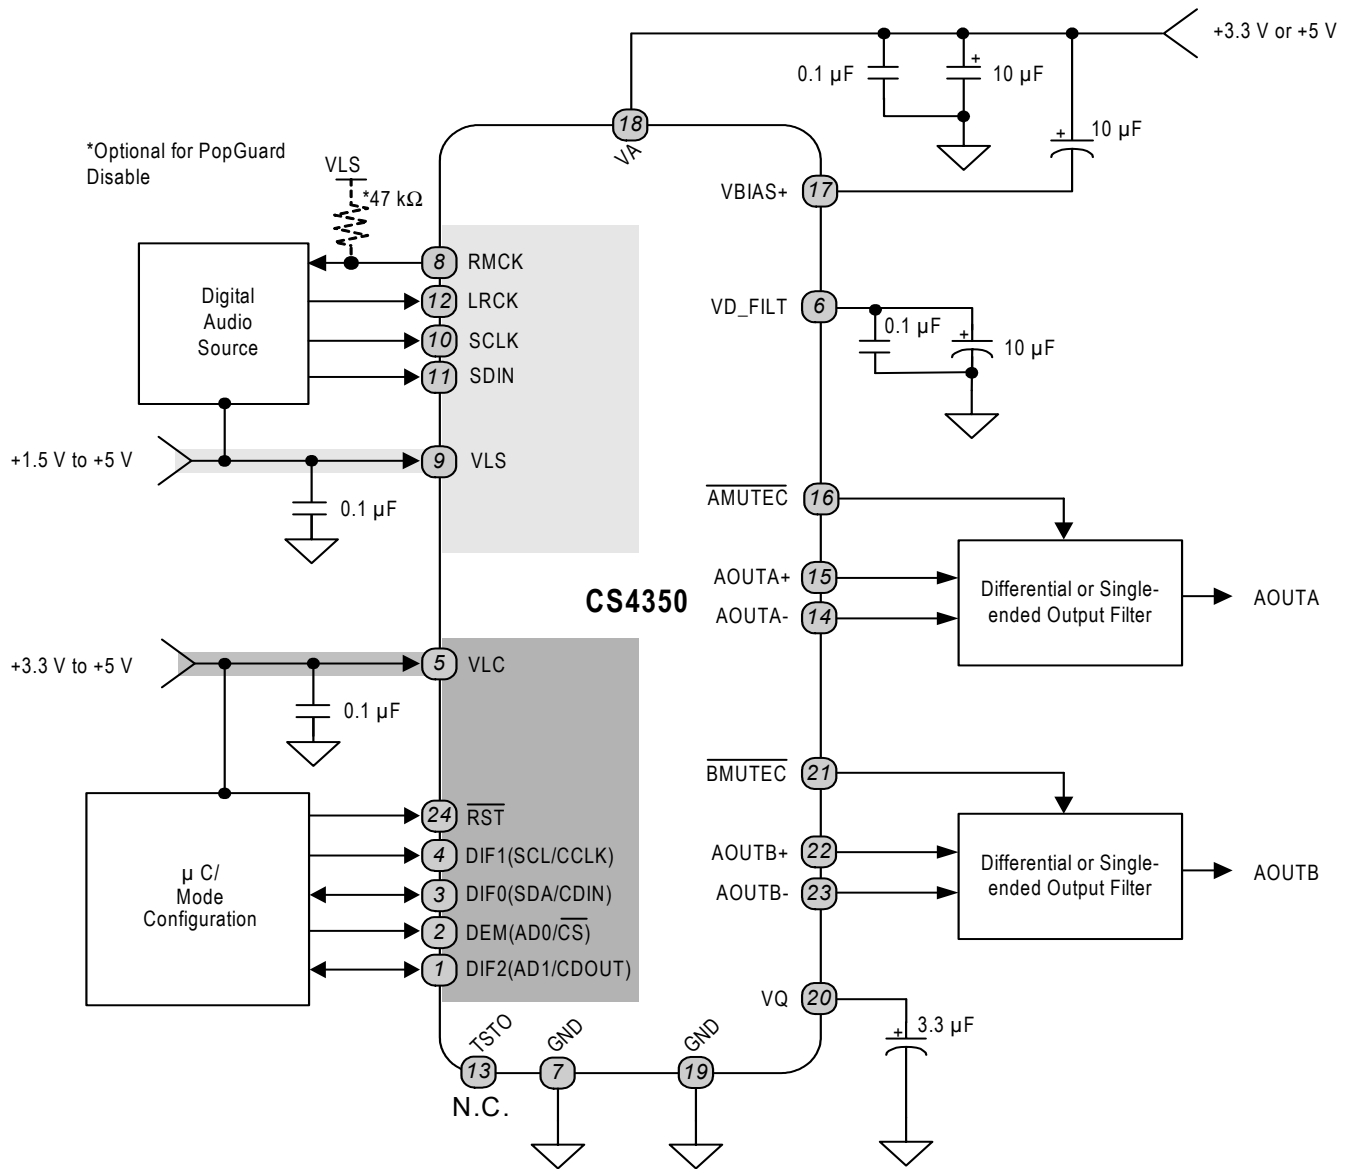 +3.3 V or +5 V
0.1 µF
+
10 µF
+
10 µF
18
VA
*Optional for PopGuard
Disable
VLS
*47 kΩ
VBIAS+
17
Digital
Audio
Source
8
RMCK
12
LRCK
10
SCLK
11
SDIN
VD_FILT
6
0.1 µF
+
10 µF
+1.5 V to +5 V
9
VLS
0.1 µF
AMUTEC
16
AOUTA+
15
AOUTA-
14
Differential or Single-
ended Output Filter
AOUTA
CS4350
+3.3 V to +5 V
5
VLC
0.1 µF
BMUTEC
21
AOUTB+
22
AOUTB-
23
Differential or Single-
ended Output Filter
AOUTB
µ C/
Mode
Configuration
24
RST
4
DIF1(SCL/CCLK)
3
DIF0(SDA/CDIN)
2
DEM(AD0/CS)
1
DIF2(AD1/CDOUT)
VQ
20
+
3.3 µF
TSTO
13
N.C.
GND
7
GND
19